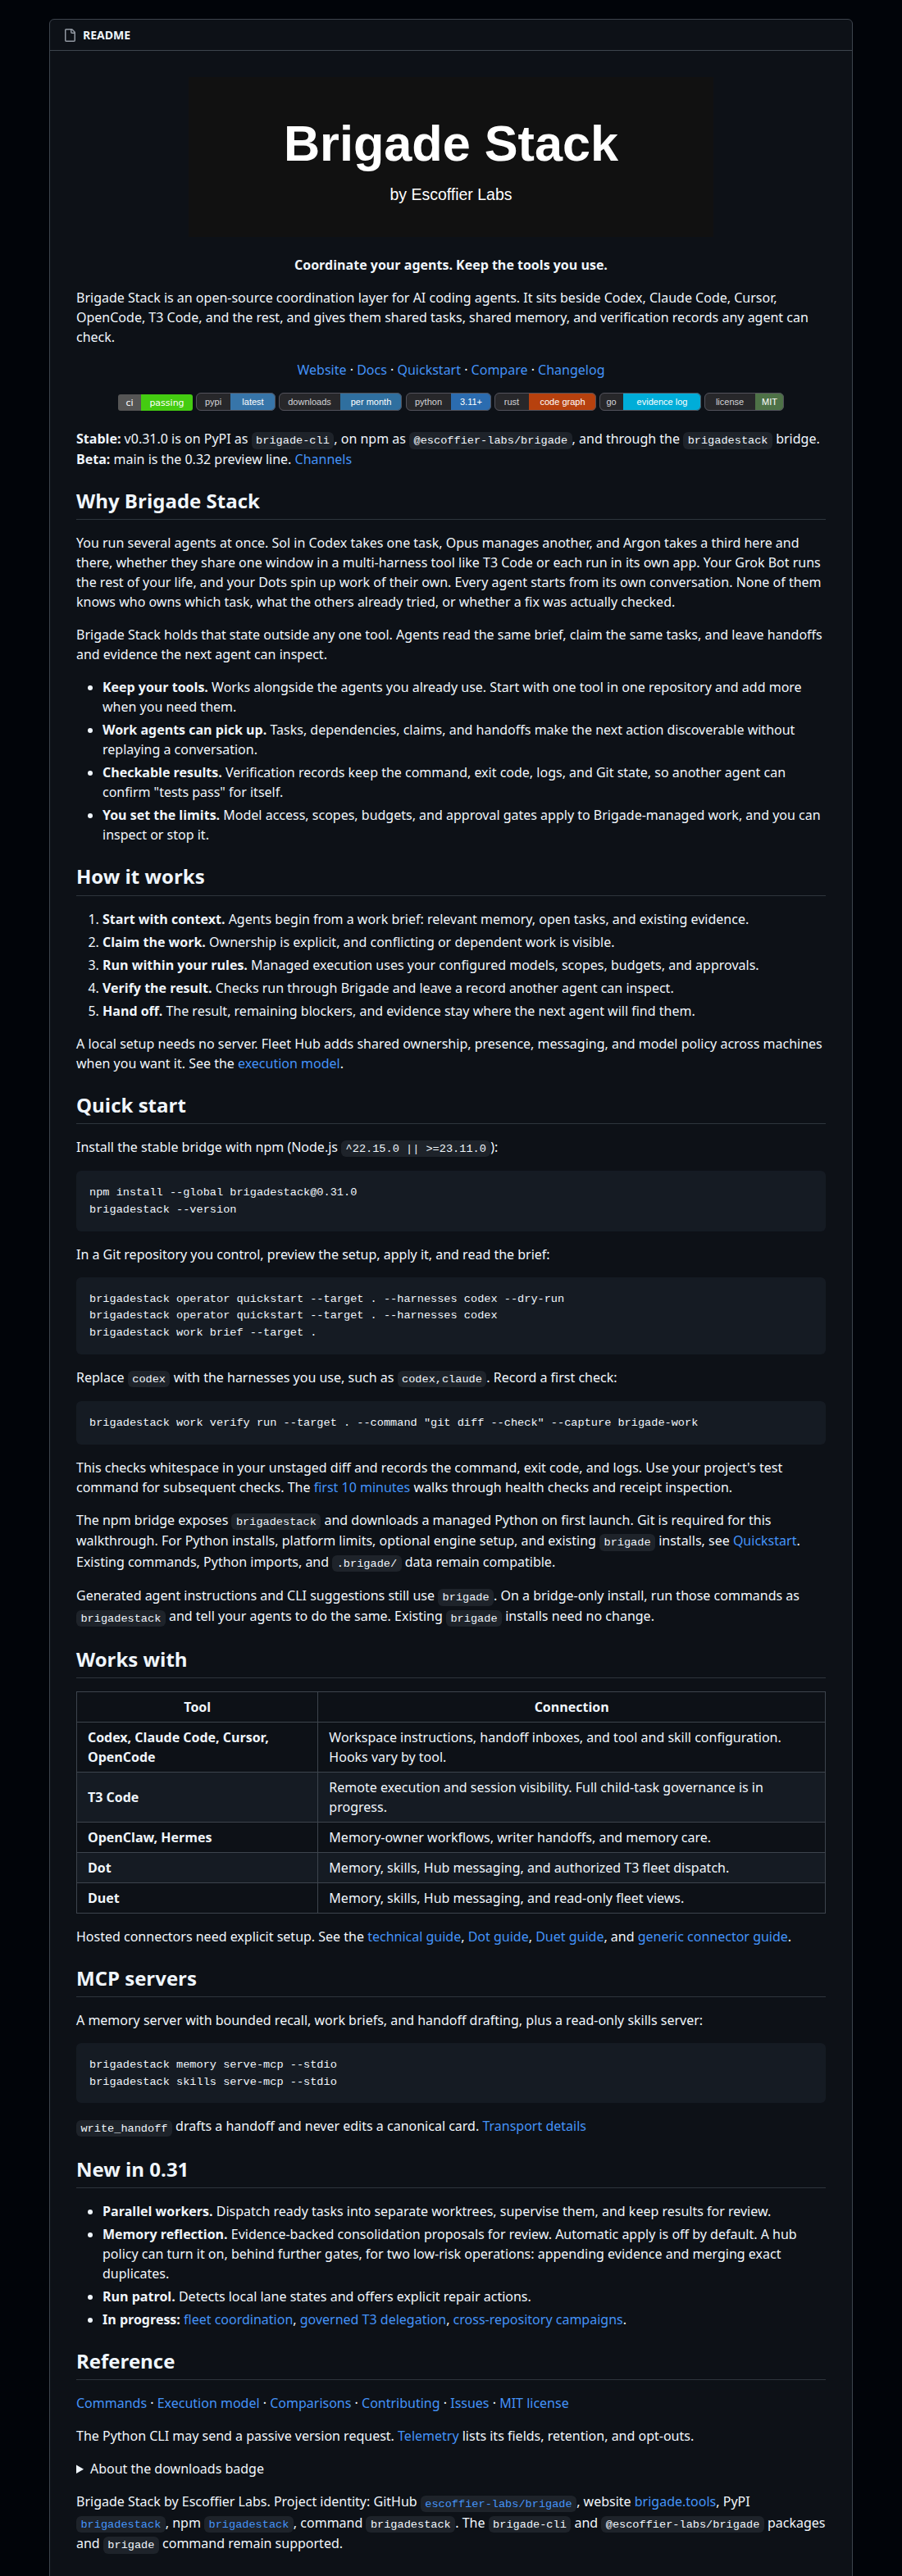 README
Brigade Stack
by Escoffier Labs
Coordinate your agents. Keep the tools you use.
Brigade Stack is an open-source coordination layer for AI coding agents. It sits beside Codex, Claude Code, Cursor,
OpenCode, T3 Code, and the rest, and gives them shared tasks, shared memory, and verification records any agent can
check.
Website · Docs · Quickstart · Compare · Changelog
ci passing pypi latest downloads per month python 3.11+ rust code graph go evidence log license MIT
Stable: v0.31.0 is on PyPI as brigade-cli, on npm as @escoffier-labs/brigade, and through the brigadestack bridge.
Beta: main is the 0.32 preview line. Channels
Why Brigade Stack
You run several agents at once. Sol in Codex takes one task, Opus manages another, and Argon takes a third here and
there, whether they share one window in a multi-harness tool like T3 Code or each run in its own app. Your Grok Bot runs
the rest of your life, and your Dots spin up work of their own. Every agent starts from its own conversation. None of them
knows who owns which task, what the others already tried, or whether a fix was actually checked.
Brigade Stack holds that state outside any one tool. Agents read the same brief, claim the same tasks, and leave handoffs
and evidence the next agent can inspect.
• Keep your tools. Works alongside the agents you already use. Start with one tool in one repository and add more
when you need them.
• Work agents can pick up. Tasks, dependencies, claims, and handoffs make the next action discoverable without
replaying a conversation.
• Checkable results. Verification records keep the command, exit code, logs, and Git state, so another agent can
confirm "tests pass" for itself.
• You set the limits. Model access, scopes, budgets, and approval gates apply to Brigade-managed work, and you can
inspect or stop it.
How it works
1. Start with context. Agents begin from a work brief: relevant memory, open tasks, and existing evidence.
2. Claim the work. Ownership is explicit, and conflicting or dependent work is visible.
3. Run within your rules. Managed execution uses your configured models, scopes, budgets, and approvals.
4. Verify the result. Checks run through Brigade and leave a record another agent can inspect.
5. Hand off. The result, remaining blockers, and evidence stay where the next agent will find them.
A local setup needs no server. Fleet Hub adds shared ownership, presence, messaging, and model policy across machines
when you want it. See the execution model.
Quick start
Install the stable bridge with npm (Node.js ^22.15.0 || >=23.11.0):
npm install --global brigadestack@0.31.0
brigadestack --version
In a Git repository you control, preview the setup, apply it, and read the brief:
brigadestack operator quickstart --target . --harnesses codex --dry-run
brigadestack operator quickstart --target . --harnesses codex
brigadestack work brief --target .
Replace codex with the harnesses you use, such as codex,claude. Record a first check:
brigadestack work verify run --target . --command "git diff --check" --capture brigade-work
This checks whitespace in your unstaged diff and records the command, exit code, and logs. Use your project's test
command for subsequent checks. The first 10 minutes walks through health checks and receipt inspection.
The npm bridge exposes brigadestack and downloads a managed Python on first launch. Git is required for this
walkthrough. For Python installs, platform limits, optional engine setup, and existing brigade installs, see Quickstart.
Existing commands, Python imports, and .brigade/ data remain compatible.
Generated agent instructions and CLI suggestions still use brigade. On a bridge-only install, run those commands as
brigadestack and tell your agents to do the same. Existing brigade installs need no change.
Works with
Tool Connection
Codex, Claude Code, Cursor, OpenCode Workspace instructions, handoff inboxes, and tool and skill configuration. Hooks vary by tool.
T3 Code Remote execution and session visibility. Full child-task governance is in progress.
OpenClaw, Hermes Memory-owner workflows, writer handoffs, and memory care.
Dot Memory, skills, Hub messaging, and authorized T3 fleet dispatch.
Duet Memory, skills, Hub messaging, and read-only fleet views.
Hosted connectors need explicit setup. See the technical guide, Dot guide, Duet guide, and generic connector guide.
MCP servers
A memory server with bounded recall, work briefs, and handoff drafting, plus a read-only skills server:
brigadestack memory serve-mcp --stdio
brigadestack skills serve-mcp --stdio
write_handoff drafts a handoff and never edits a canonical card. Transport details
New in 0.31
• Parallel workers. Dispatch ready tasks into separate worktrees, supervise them, and keep results for review.
• Memory reflection. Evidence-backed consolidation proposals for review. Automatic apply is off by default. A hub
policy can turn it on, behind further gates, for two low-risk operations: appending evidence and merging exact
duplicates.
• Run patrol. Detects local lane states and offers explicit repair actions.
• In progress: fleet coordination, governed T3 delegation, cross-repository campaigns.
Reference
Commands · Execution model · Comparisons · Contributing · Issues · MIT license
The Python CLI may send a passive version request. Telemetry lists its fields, retention, and opt-outs.
▶ About the downloads badge
Brigade Stack by Escoffier Labs. Project identity: GitHub escoffier-labs/brigade, website brigade.tools, PyPI
brigadestack, npm brigadestack, command brigadestack. The brigade-cli and @escoffier-labs/brigade packages
and brigade command remain supported.